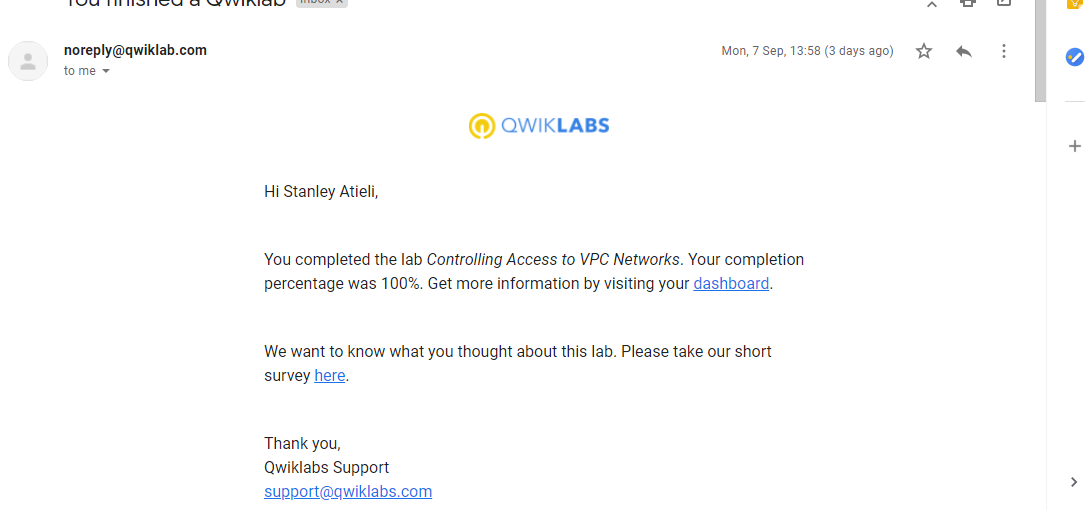 You finished a Qwiklab Inbox x
noreply@qwiklab.com
Mon, 7 Sep, 13:58 (3 days ago)
to me
QWIKLABS
Hi Stanley Atieli,
You completed the lab Controlling Access to VPC Networks. Your completion
percentage was 100%. Get more information by visiting your dashboard.
We want to know what you thought about this lab. Please take our short
survey here.
Thank you,
Qwiklabs Support
support@qwiklabs.com